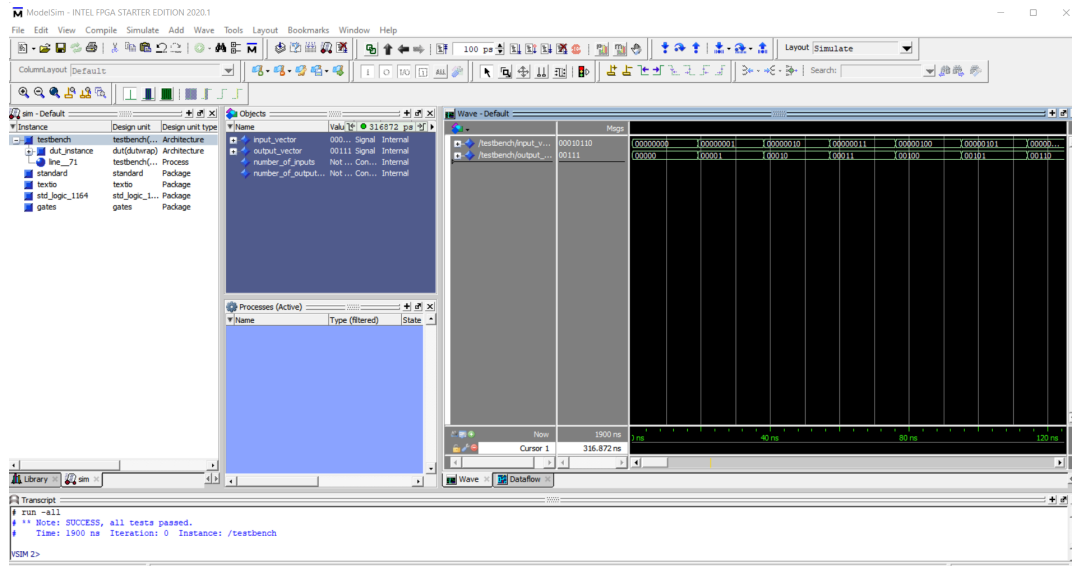 ModelSim - INTEL FPGA STARTER EDITION 2020.1
File Edit View Compile Simulate Add Wave Tools Layout Bookmarks Window Help
100 ps Layout Simulate
ColumnLayout Default Search:
sim - Default
Instance Design unit Design unit type
testbench testbench(... Architecture
dut_instance dut(dutwrap) Architecture
line__71 testbench(... Process
standard standard Package
textio textio Package
std_logic_1164 std_logic_1... Package
gates gates Package
Library sim
Objects
Name Valu 316872 ps
input_vector 000... Signal Internal
output_vector 00111 Signal Internal
number_of_inputs Not ... Con... Internal
number_of_output... Not ... Con... Internal
Processes (Active)
Name Type (filtered) State
Wave - Default
Msgs
/testbench/input_v... 00010110 00000000 00000001 00000010 00000011 00000100 00000101 00000...
/testbench/output_... 00111 00000 00001 00010 00011 00100 00101 00110
Now 1900 ns ns 40 ns 80 ns 120 ns
Cursor 1 316.872 ns
Wave Dataflow
Transcript
# run -all
# ** Note: SUCCESS, all tests passed.
# Time: 1900 ns Iteration: 0 Instance: /testbench
VSIM 2>